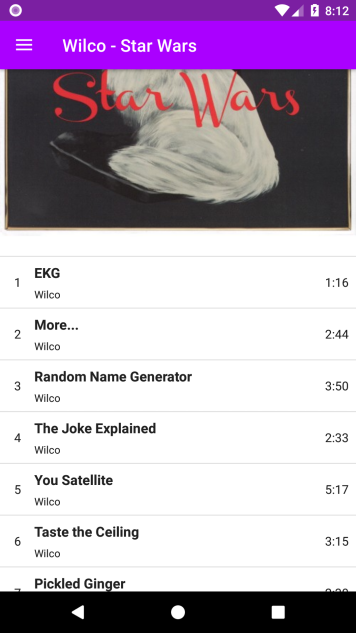 8:12
Wilco - Star Wars
Star Wars
1
EKG
Wilco
1:16
2
More...
Wilco
2:44
3
Random Name Generator
Wilco
3:50
4
The Joke Explained
Wilco
2:33
5
You Satellite
Wilco
5:17
6
Taste the Ceiling
Wilco
3:15
Pickled Ginger